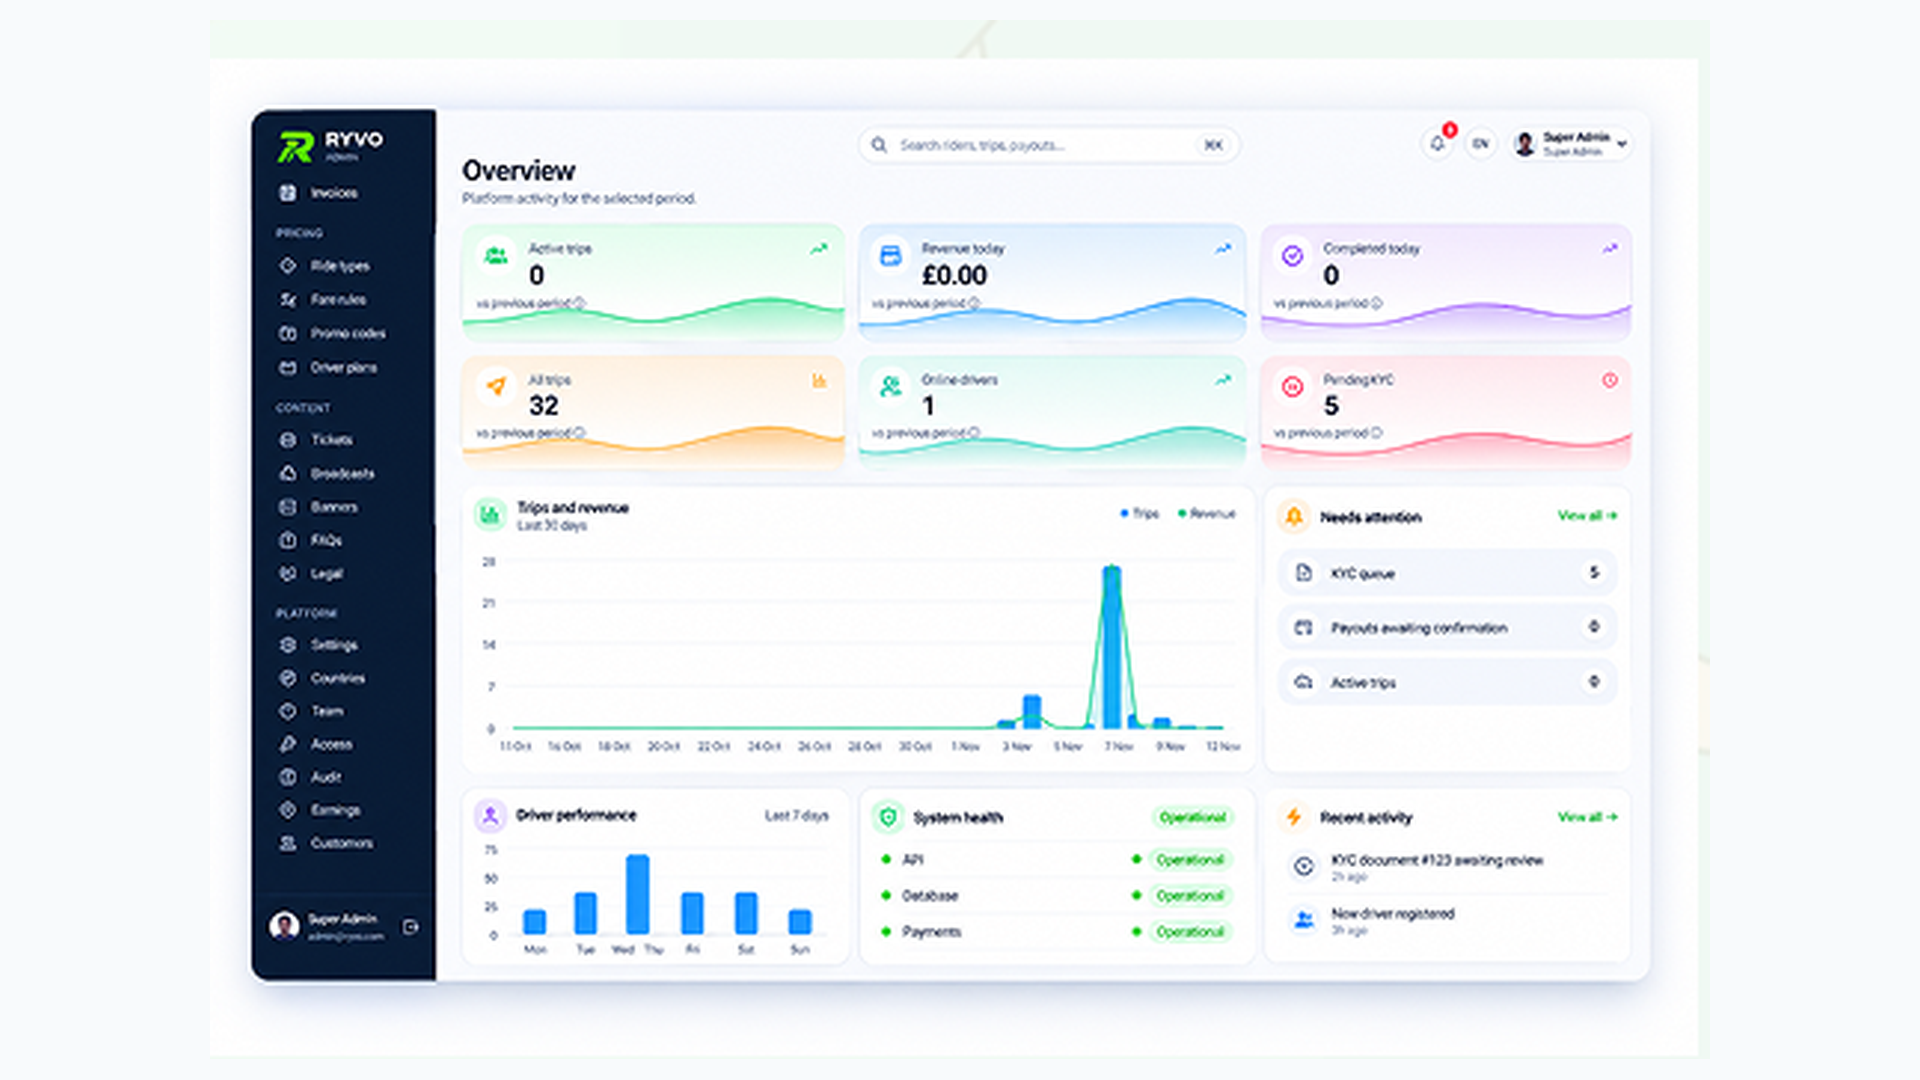 RYVO
ADMIN
Invoices
PRICING
Ride types
Fare rules
Promo codes
Driver plans
CONTENT
Tickets
Broadcasts
Banners
FAQs
Legal
PLATFORM
Settings
Countries
Team
Access
Audit
Earnings
Customers
Super Admin
Search riders, trips, payouts...
⌘K
EN
Super Admin
Super Admin
Overview
Platform activity for the selected period.
Active trips
0
vs previous period
Revenue today
£0.00
vs previous period
Completed today
0
vs previous period
All trips
32
vs previous period
Online drivers
1
vs previous period
Pending KYC
5
vs previous period
Trips and revenue
Last 30 days
Trips
Revenue
28
21
14
7
0
16 Oct
18 Oct
20 Oct
22 Oct
24 Oct
26 Oct
28 Oct
30 Oct
1 Nov
3 Nov
5 Nov
7 Nov
9 Nov
12 Nov
Needs attention
View all →
KYC queue
5
Payouts awaiting confirmation
0
Active trips
0
Driver performance
Last 7 days
75
50
25
0
Mon
Tue
Wed
Thu
Fri
Sat
Sun
System health
Operational
API
Operational
Database
Operational
Payments
Operational
Recent activity
View all →
KYC document #123 awaiting review
2h ago
New driver registered
3h ago